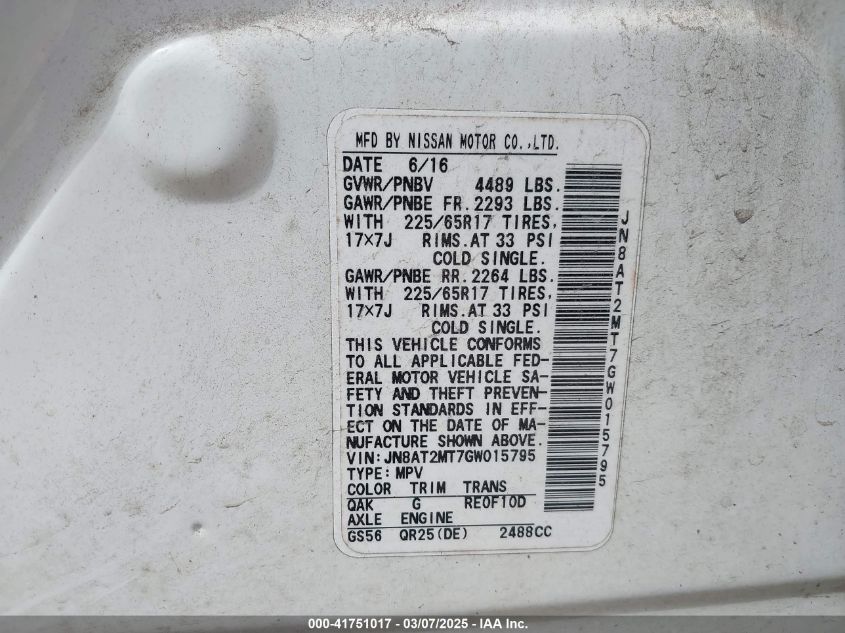 MFD BY NISSAN MOTOR CO.,LTD.
DATE 6/16
GVWR/PNBV 4489 LBS.
GAWR/PNBE FR. 2293 LBS.
WITH 225/65R17 TIRES,
17×7J RIMS.AT 33 PSI
COLD SINGLE.
GAWR/PNBE RR. 2264 LBS.
WITH 225/65R17 TIRES,
17×7J RIMS.AT 33 PSI
COLD SINGLE.
THIS VEHICLE CONFORMS
TO ALL APPLICABLE FED-
ERAL MOTOR VEHICLE SA-
FETY AND THEFT PREVEN-
TION STANDARDS IN EFF-
ECT ON THE DATE OF MA-
NUFACTURE SHOWN ABOVE.
VIN: JN8AT2MT7GW015795
TYPE: MPV
COLOR TRIM TRANS
QAK G RE0F10D
AXLE ENGINE
GS56 QR25(DE) 2488CC
JN8AT2MT7GW015795
000-41751017 — 03/07/2025 — © IAA Inc.